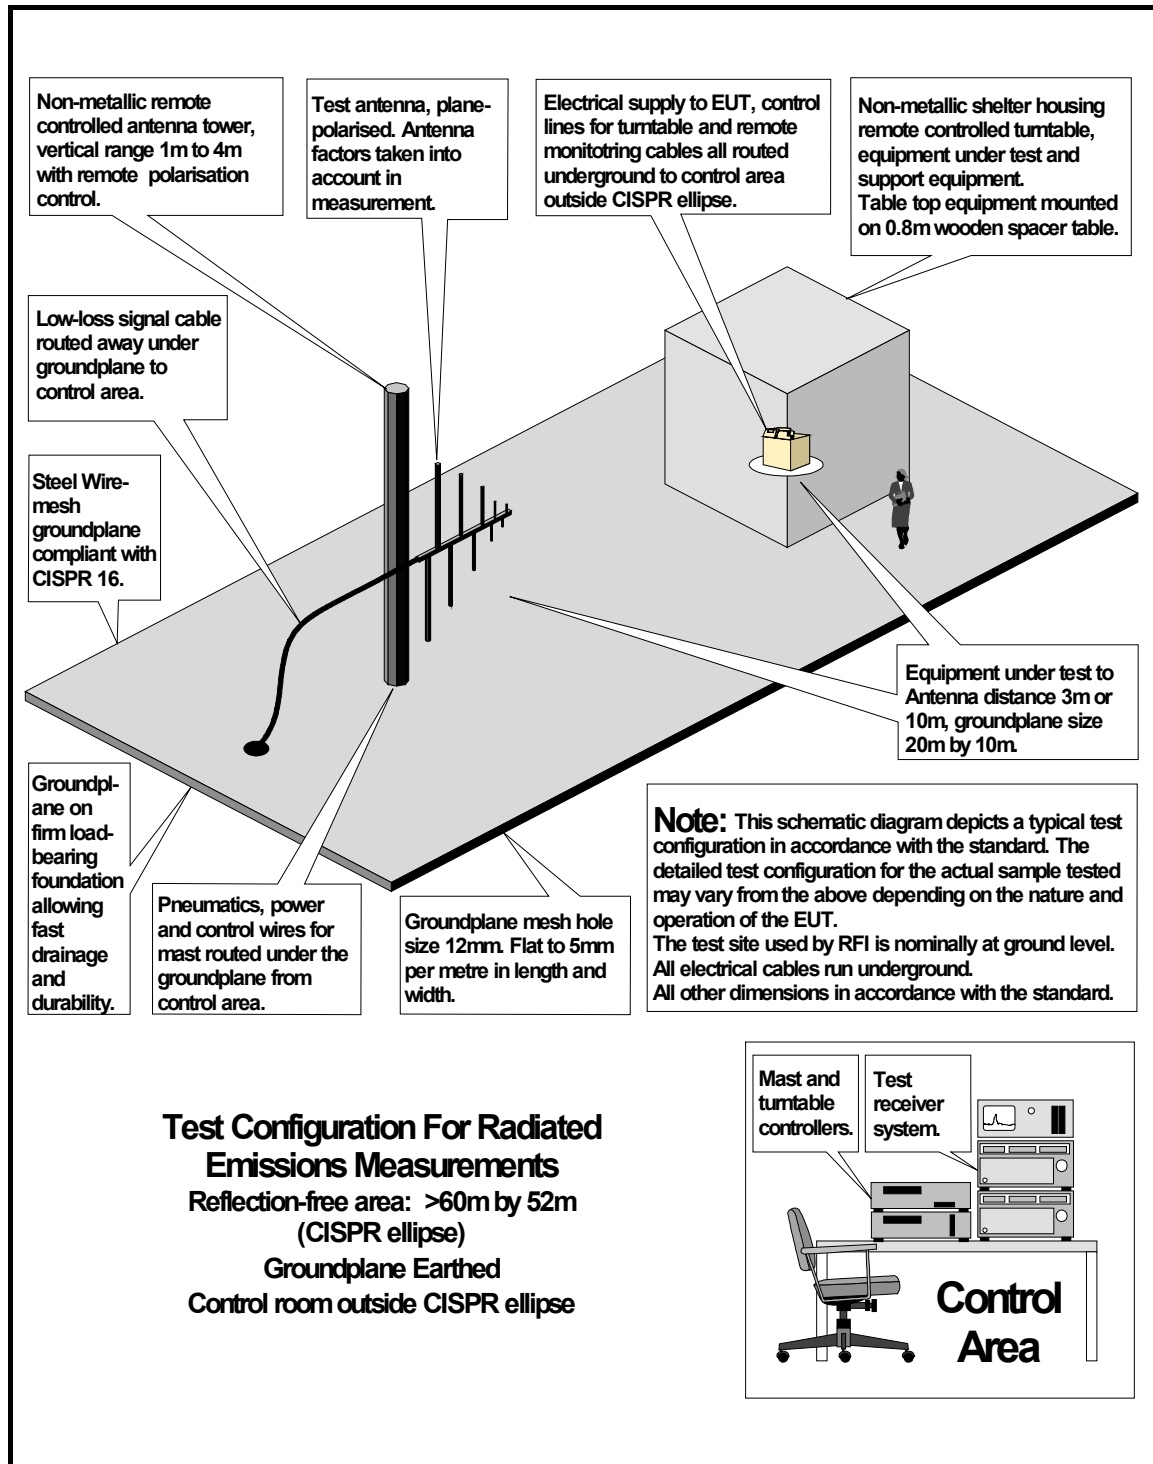 Non-metallic remote
controlled antenna tower,
vertical range 1m to 4m
with remote polarisation
control.
Test antenna, plane-
polarised. Antenna
factors taken into
account in
measurement.
Electrical supply to EUT, control
lines for turntable and remote
monitotring cables all routed
underground to control area
outside CISPR ellipse.
Non-metallic shelter housing
remote controlled turntable,
equipment under test and
support equipment.
Table top equipment mounted
on 0.8m wooden spacer table.
Low-loss signal cable
routed away under
groundplane to
control area.
Steel Wire-
mesh
groundplane
compliant with
CISPR 16.
Equipment under test to
Antenna distance 3m or
10m, groundplane size
20m by 10m.
Groundpl-
ane on
firm load-
bearing
foundation
allowing
fast
drainage
and
durability.
Pneumatics, power
and control wires for
mast routed under the
groundplane from
control area.
Groundplane mesh hole
size 12mm. Flat to 5mm
per metre in length and
width.
Note: This schematic diagram depicts a typical test
configuration in accordance with the standard. The
detailed test configuration for the actual sample tested
may vary from the above depending on the nature and
operation of the EUT.
The test site used by RFI is nominally at ground level.
All electrical cables run underground.
All other dimensions in accordance with the standard.
Test Configuration For Radiated
Emissions Measurements
Reflection-free area: >60m by 52m
(CISPR ellipse)
Groundplane Earthed
Control room outside CISPR ellipse
Mast and
turntable
controllers.
Test
receiver
system.
Control
Area